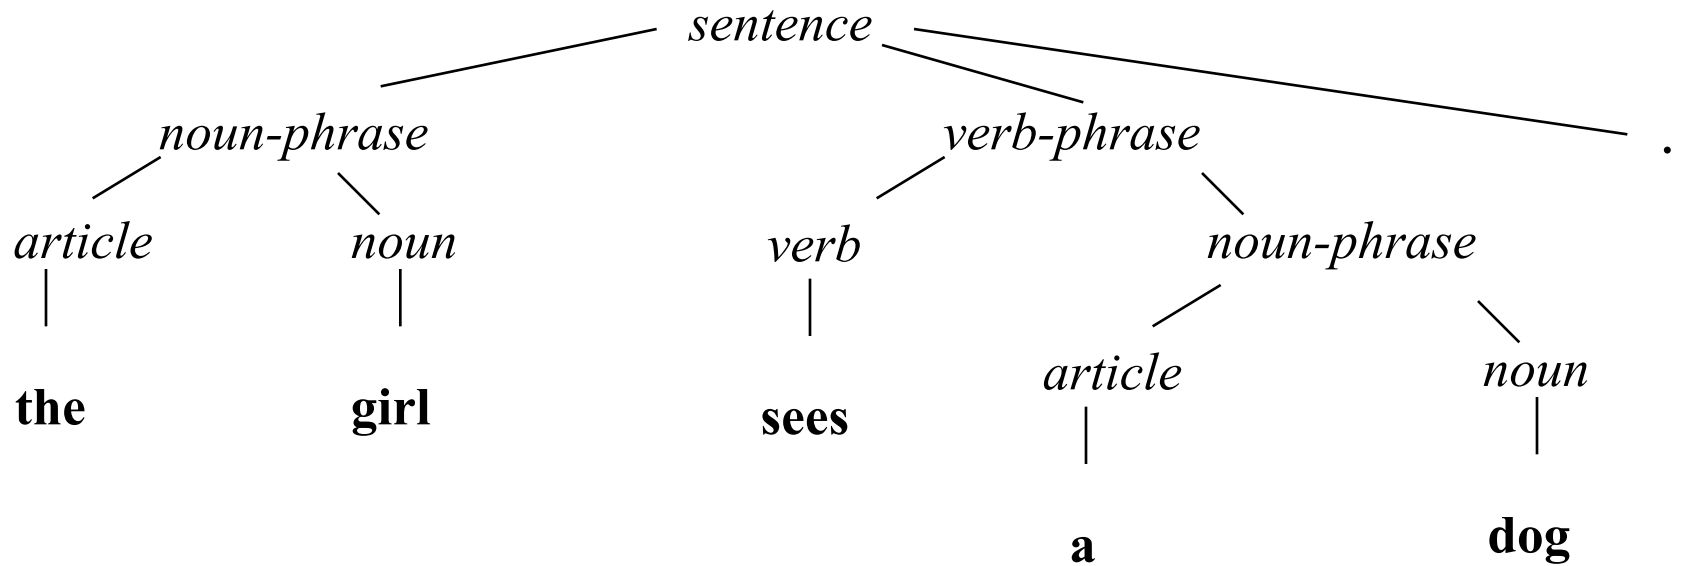 sentence
noun-phrase verb-phrase .
article noun verb noun-phrase
article noun
the girl sees
a dog